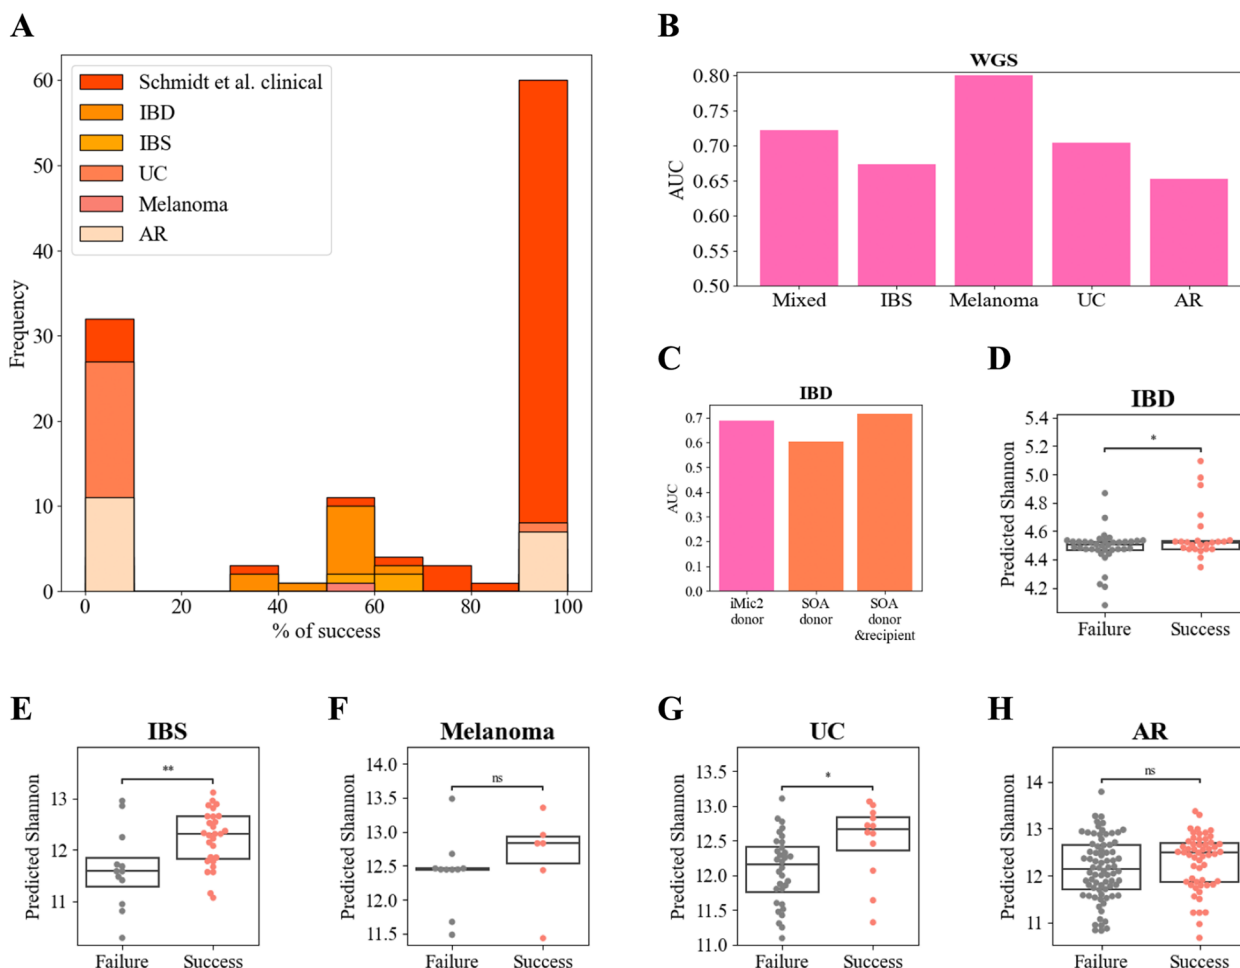 A
Schmidt et al. clinical
IBD
IBS
UC
Melanoma
AR
60
50
40
30
20
10
0
Frequency
0 20 40 60 80 100
% of success
B
WGS
0.80
0.75
0.70
0.65
0.60
0.55
0.50
AUC
Mixed IBS Melanoma UC AR
C
IBD
0.7
0.6
0.5
0.4
0.3
0.2
0.1
0.0
AUC
iMic2 SOA SOA
donor donor donor
&recipient
D
IBD
5.4
5.2
5.0
4.8
4.6
4.4
4.2
Predicted Shannon
*
Failure Success
E
IBS
13
12
11
Predicted Shannon
**
Failure Success
F
Melanoma
14.0
13.5
13.0
12.5
12.0
11.5
Predicted Shannon
ns
Failure Success
G
UC
13.5
13.0
12.5
12.0
11.5
11.0
Predicted Shannon
*
Failure Success
H
AR
14
13
12
11
Predicted Shannon
ns
Failure Success